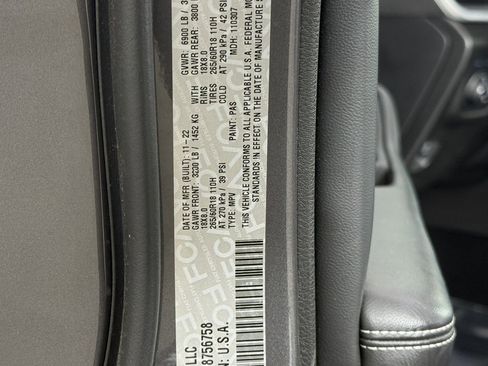 LLC
8756758
N: U.S.A.
DATE OF MFR (BUILT): 11-22 GVWR: 6900 LB / 3
GAWR FRONT: 3230 LB / 1452 KG WITH GAWR REAR: 3800
18X8.0 RIMS 18X8.0
265/60R18 110H TIRES 265/60R18 110H
AT 270 kPa / 39 PSI COLD AT 290 kPa / 42 PSI
TYPE: MPV PAINT: PAS MDH: 110307
THIS VEHICLE CONFORMS TO ALL APPLICABLE U.S.A. FEDERAL MO
STANDARDS IN EFFECT ON THE DATE OF MANUFACTURE S